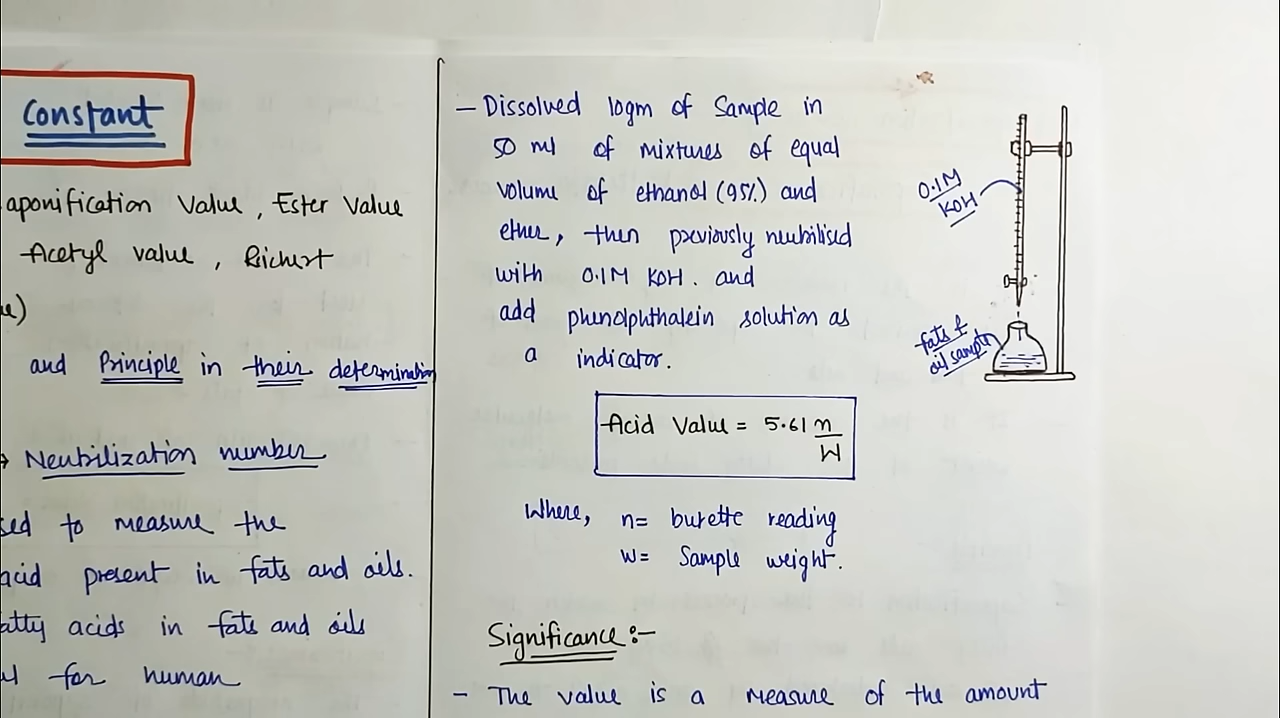 Constant
aponification Value, Ester Value
Acetyl value, Richert
ue)
and Principle in their determination
Neutrilization number
sed to measure the
acid present in fats and oils.
atty acids in fats and oils
ul for human
- Dissolved 10gm of Sample in
50 ml of mixtures of equal
volume of ethanol (95%) and
ether, then previously neutrilised
with 0.1M KOH. and
add phenolphthalein solution as
a indicator.
0.1M
KOH
fats &
oil sample
Acid Value = 5.61 n
W
Where, n= burette reading
W= Sample weight.
Significance:-
- The value is a measure of the amount